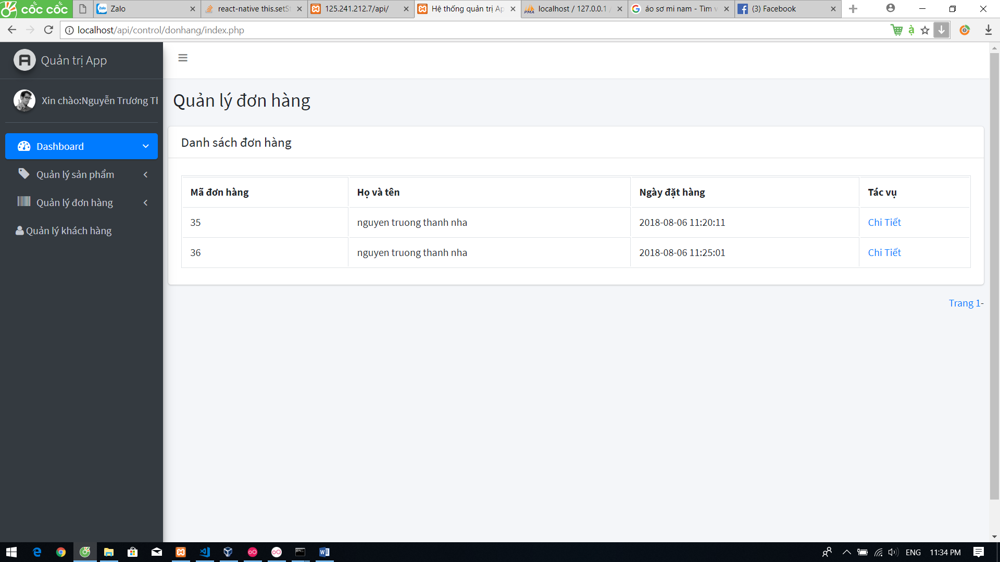 cốc cốc
Zalo
Zalo
react-native this.setSt
125.241.212.7/api/
Hệ thống quản trị Ap
PMA
localhost / 127.0.0.1 /
áo sơ mi nam - Tìm v
(3) Facebook
localhost/api/control/donhang/index.php
ạ
A Quản trị App
Xin chào:Nguyễn Trương Th
Dashboard
Quản lý sản phẩm
Quản lý đơn hàng
Quản lý khách hàng
Quản lý đơn hàng
Danh sách đơn hàng
Mã đơn hàng Họ và tên Ngày đặt hàng Tác vụ
35 nguyen truong thanh nha 2018-08-06 11:20:11 Chi Tiết
36 nguyen truong thanh nha 2018-08-06 11:25:01 Chi Tiết
Trang 1-
ENG 11:34 PM